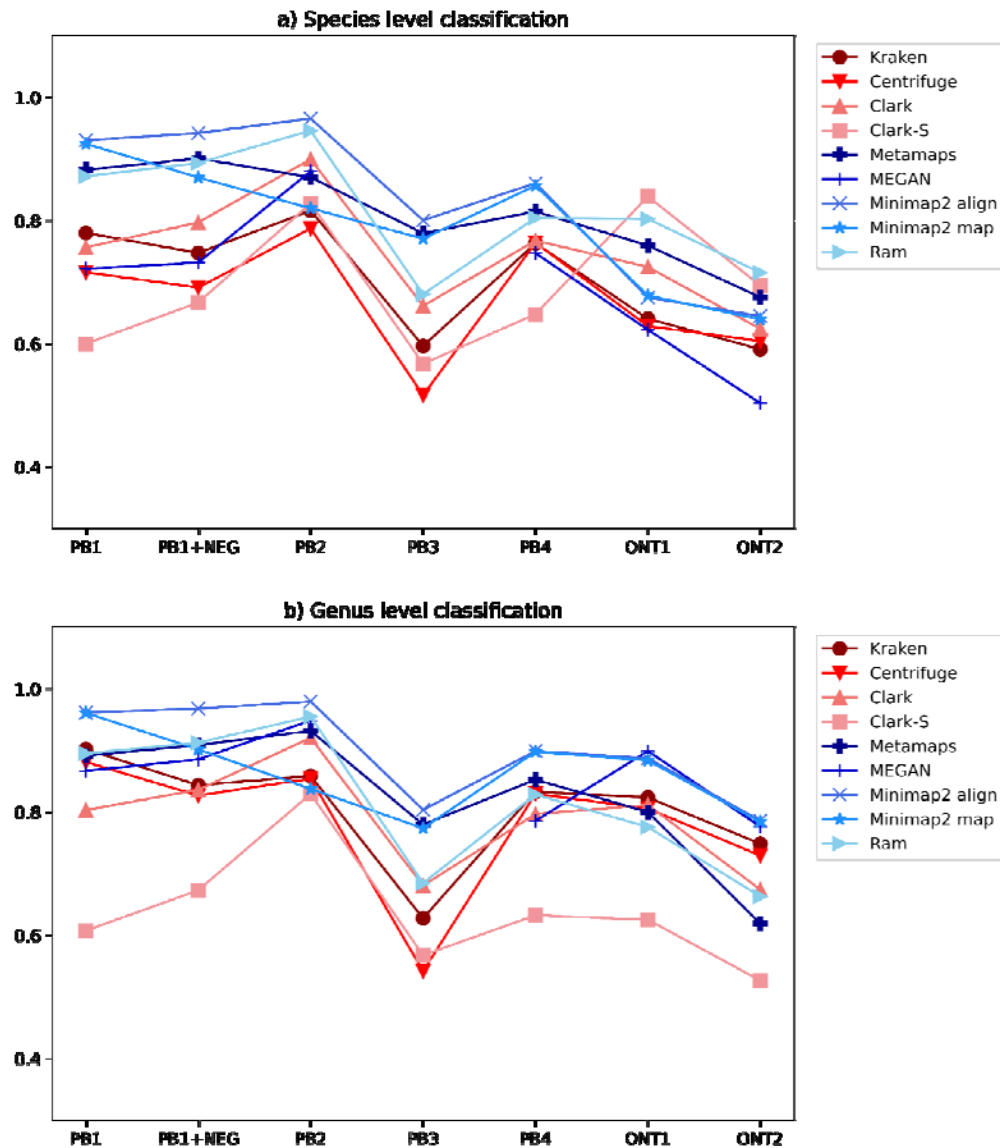 a) Species level classification
1.0
0.8
0.6
0.4
PB1 PB1+NEG PB2 PB3 PB4 ONT1 ONT2
Kraken
Centrifuge
Clark
Clark-S
Metamaps
MEGAN
Minimap2 align
Minimap2 map
Ram
b) Genus level classification
1.0
0.8
0.6
0.4
PB1 PB1+NEG PB2 PB3 PB4 ONT1 ONT2
Kraken
Centrifuge
Clark
Clark-S
Metamaps
MEGAN
Minimap2 align
Minimap2 map
Ram